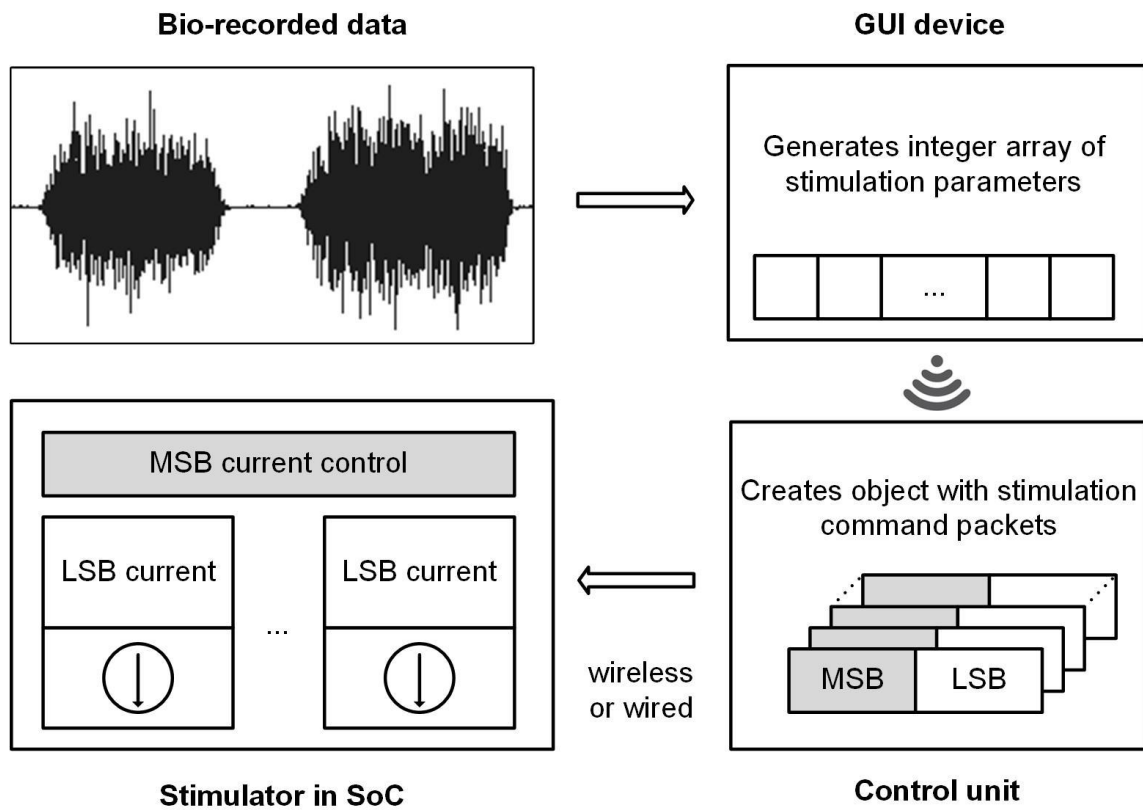 Bio-recorded data
GUI device
Generates integer array of
stimulation parameters
...
MSB current control
LSB current
...
LSB current
wireless
or wired
Creates object with stimulation
command packets
MSB
LSB
Stimulator in SoC
Control unit